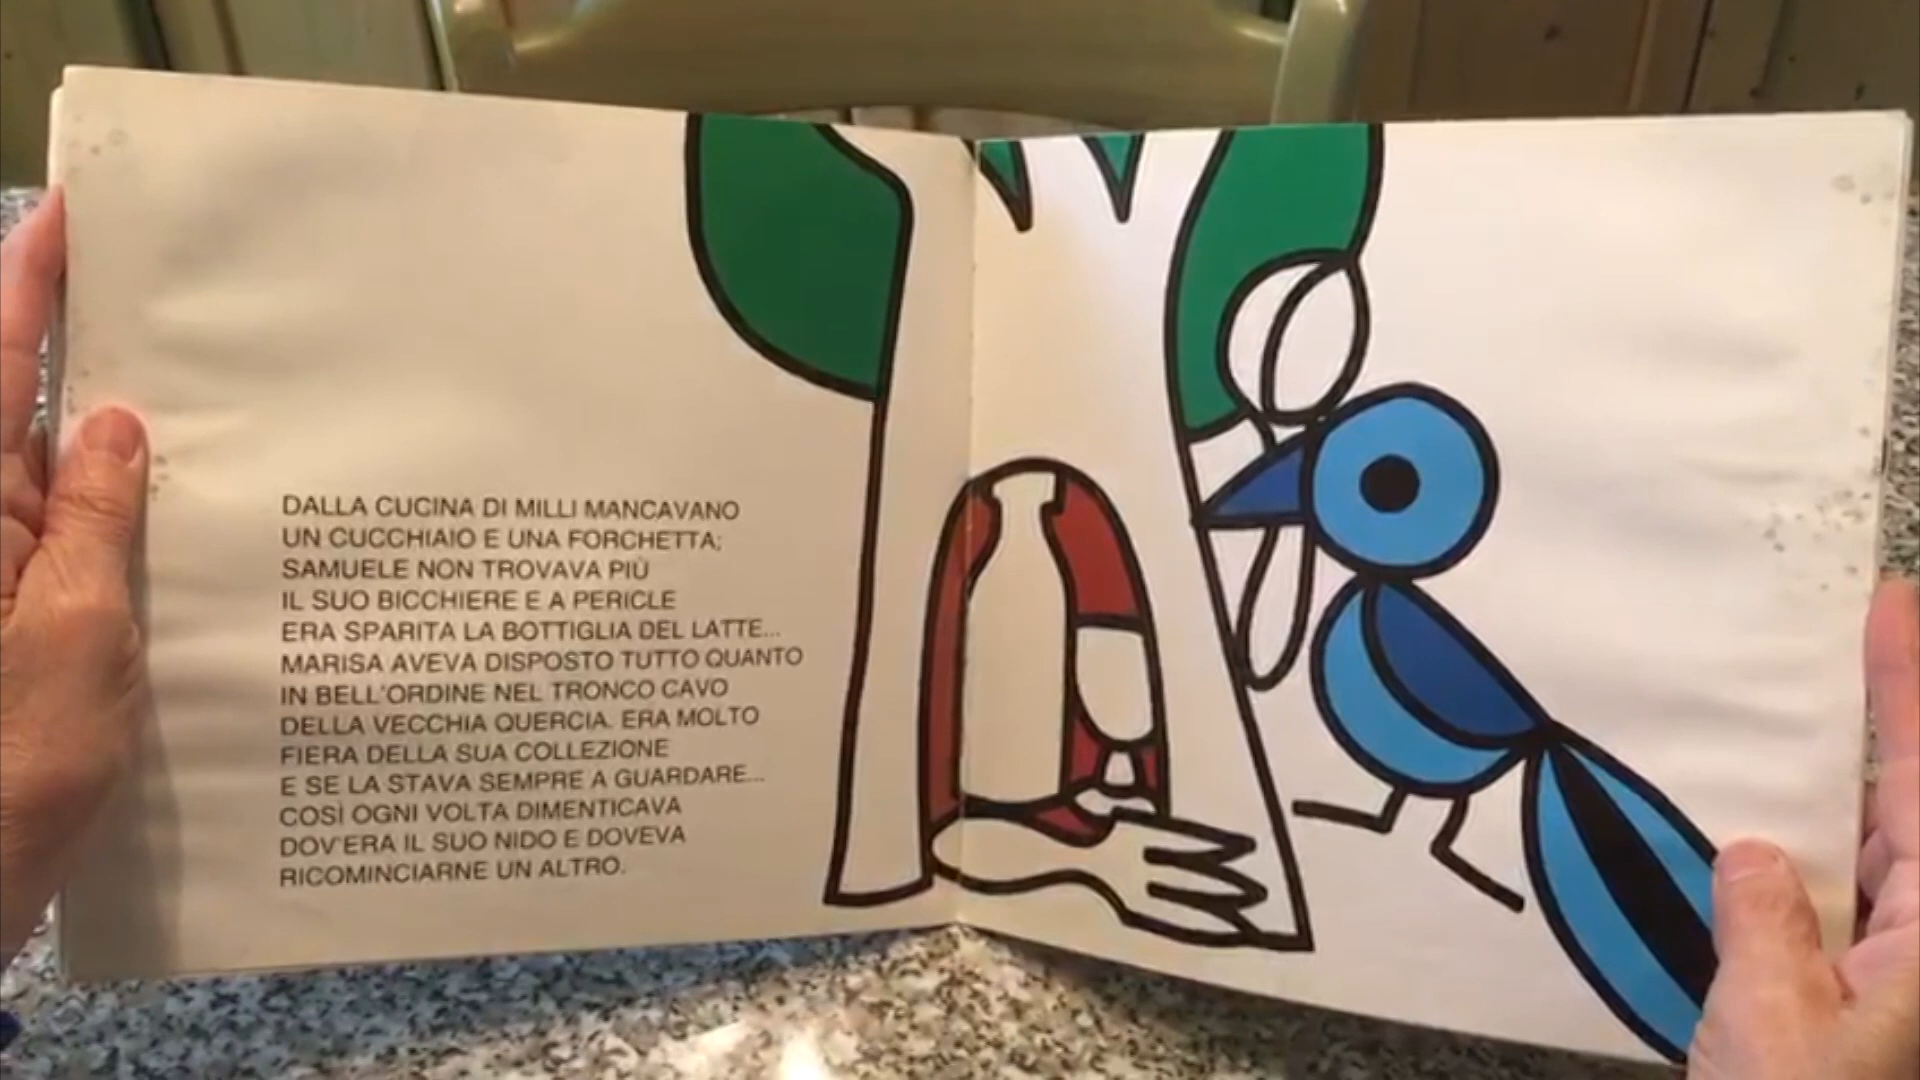 DALLA CUCINA DI MILLI MANCAVANO
UN CUCCHIAIO E UNA FORCHETTA;
SAMUELE NON TROVAVA PIÙ
IL SUO BICCHIERE E A PERICLE
ERA SPARITA LA BOTTIGLIA DEL LATTE...
MARISA AVEVA DISPOSTO TUTTO QUANTO
IN BELL'ORDINE NEL TRONCO CAVO
DELLA VECCHIA QUERCIA. ERA MOLTO
FIERA DELLA SUA COLLEZIONE
E SE LA STAVA SEMPRE A GUARDARE...
COSÌ OGNI VOLTA DIMENTICAVA
DOV'ERA IL SUO NIDO E DOVEVA
RICOMINCIARNE UN ALTRO.